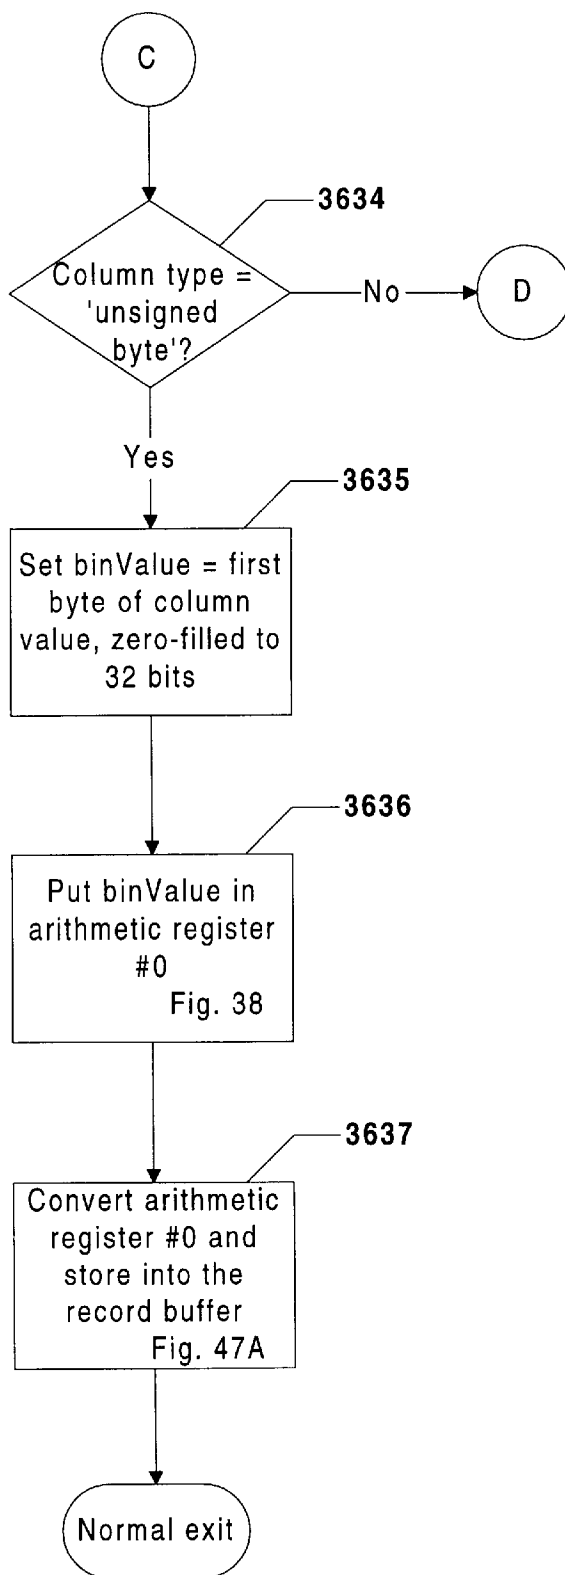 C
3634
Column type =
'unsigned
byte'?
No
D
Yes
3635
Set binValue = first
byte of column
value, zero-filled to
32 bits
3636
Put binValue in
arithmetic register
#0
Fig. 38
3637
Convert arithmetic
register #0 and
store into the
record buffer
Fig. 47A
Normal exit